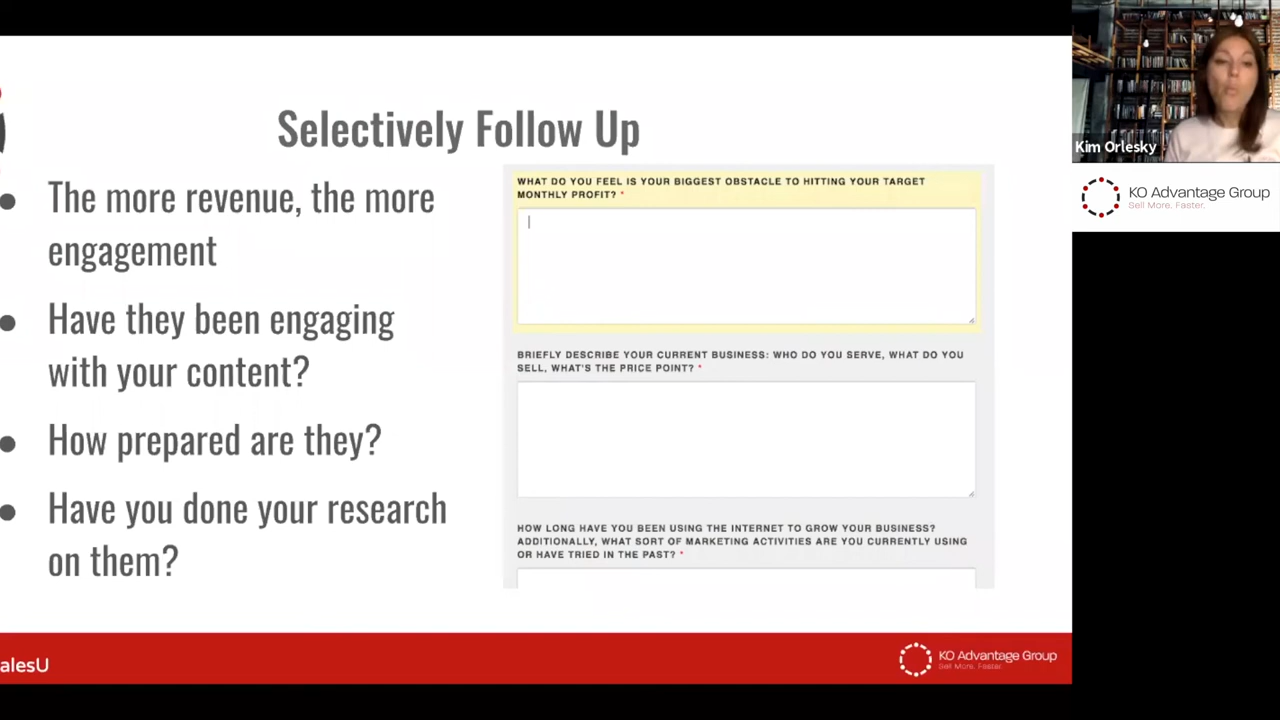 Selectively Follow Up
The more revenue, the more
engagement
Have they been engaging
with your content?
How prepared are they?
Have you done your research
on them?
WHAT DO YOU FEEL IS YOUR BIGGEST OBSTACLE TO HITTING YOUR TARGET
MONTHLY PROFIT? *
BRIEFLY DESCRIBE YOUR CURRENT BUSINESS: WHO DO YOU SERVE, WHAT DO YOU
SELL, WHAT'S THE PRICE POINT? *
HOW LONG HAVE YOU BEEN USING THE INTERNET TO GROW YOUR BUSINESS?
ADDITIONALLY, WHAT SORT OF MARKETING ACTIVITIES ARE YOU CURRENTLY USING
OR HAVE TRIED IN THE PAST? *
alesU
KO Advantage Group
Sell More. Faster.
Kim Orlesky
KO Advantage Group
Sell More. Faster.